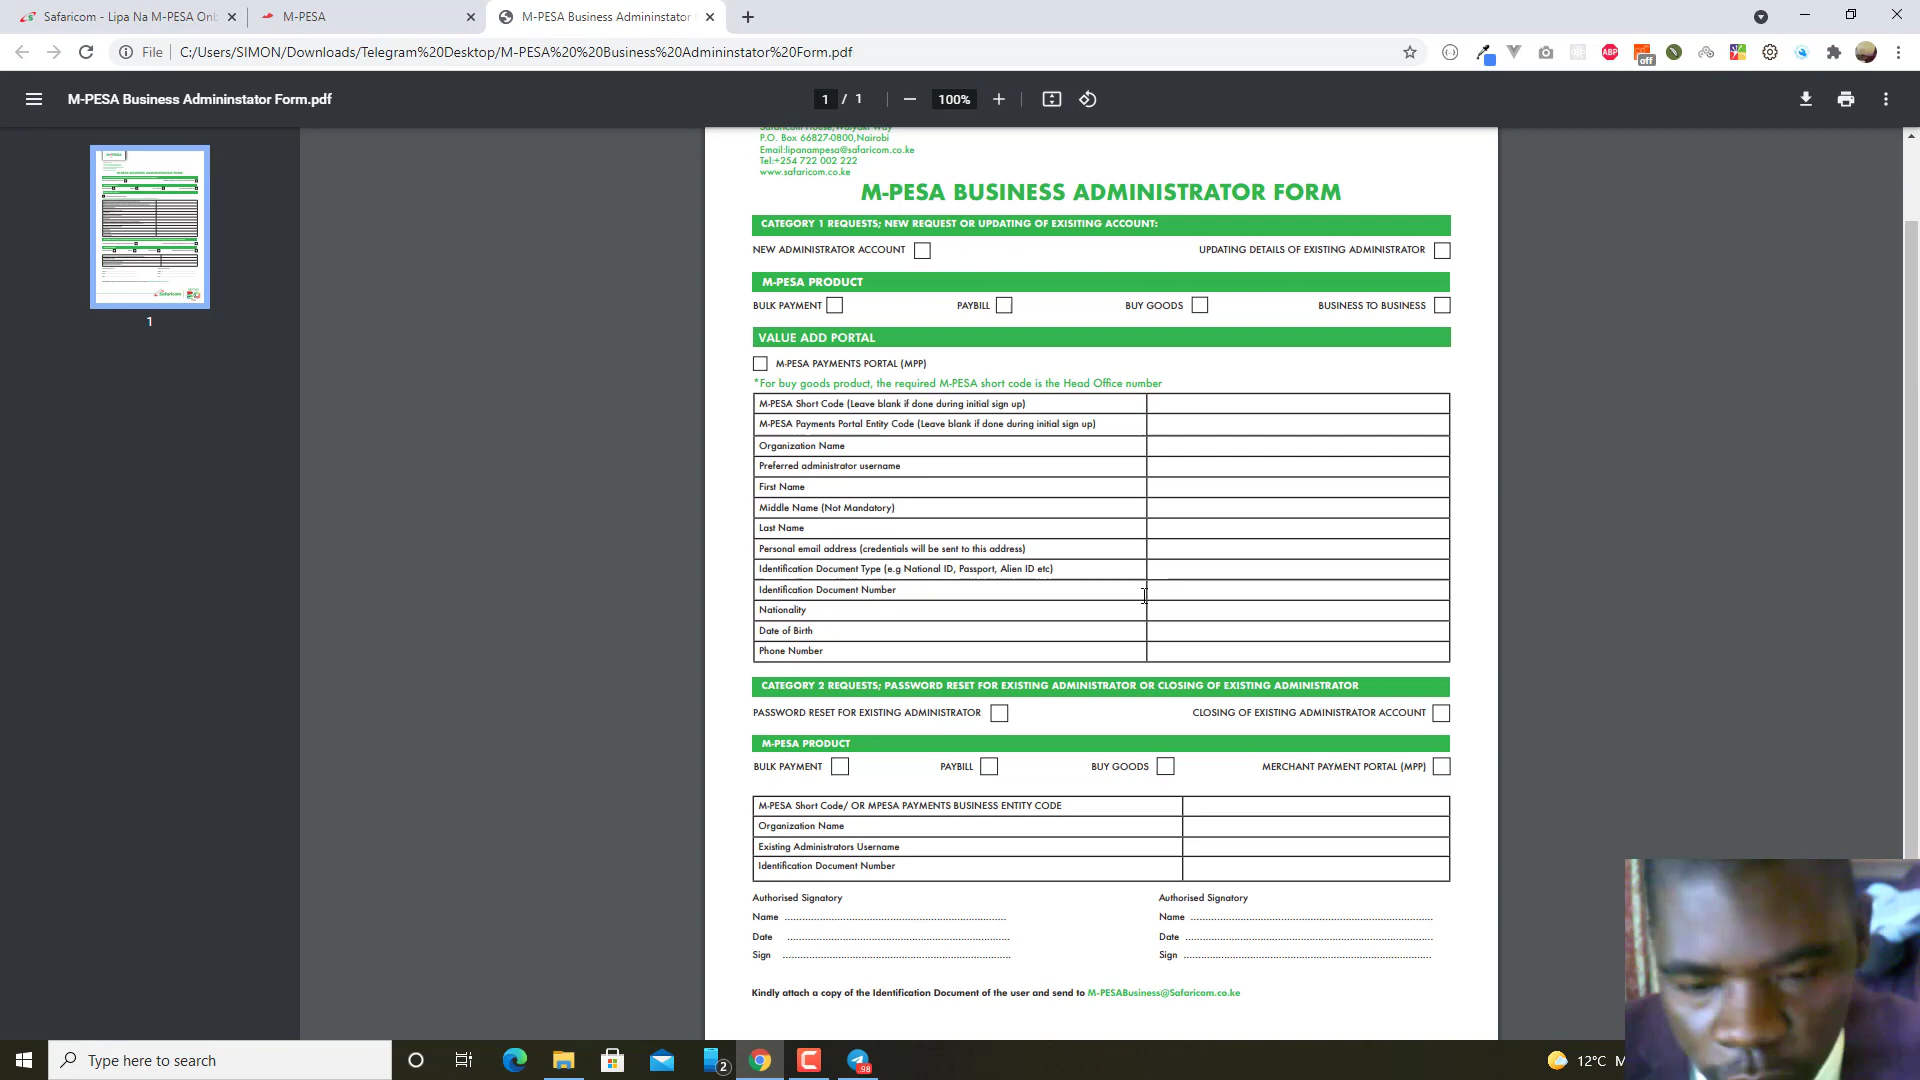 Safaricom - Lipa Na M-PESA Onb
M-PESA
M-PESA Business Admininstator
File
C:/Users/SIMON/Downloads/Telegram%20Desktop/M-PESA%20%20Business%20Admininstator%20Form.pdf
ABP
off
M-PESA Business Admininstator Form.pdf
1 / 1
100%
1
Safaricom House,Waiyaki Way
P.O. Box 66827-0800,Nairobi
Email:lipanampesa@safaricom.co.ke
Tel:+254 722 002 222
www.safaricom.co.ke
M-PESA BUSINESS ADMINISTRATOR FORM
CATEGORY 1 REQUESTS; NEW REQUEST OR UPDATING OF EXISITING ACCOUNT:
NEW ADMINISTRATOR ACCOUNT
UPDATING DETAILS OF EXISTING ADMINISTRATOR
M-PESA PRODUCT
BULK PAYMENT
PAYBILL
BUY GOODS
BUSINESS TO BUSINESS
VALUE ADD PORTAL
M-PESA PAYMENTS PORTAL (MPP)
*For buy goods product, the required M-PESA short code is the Head Office number
M-PESA Short Code (Leave blank if done during initial sign up)
M-PESA Payments Portal Entity Code (Leave blank if done during initial sign up)
Organization Name
Preferred administrator username
First Name
Middle Name (Not Mandatory)
Last Name
Personal email address (credentials will be sent to this address)
Identification Document Type (e.g National ID, Passport, Alien ID etc)
Identification Document Number
Nationality
Date of Birth
Phone Number
CATEGORY 2 REQUESTS; PASSWORD RESET FOR EXISTING ADMINISTRATOR OR CLOSING OF EXISTING ADMINISTRATOR
PASSWORD RESET FOR EXISTING ADMINISTRATOR
CLOSING OF EXISTING ADMINISTRATOR ACCOUNT
M-PESA PRODUCT
BULK PAYMENT
PAYBILL
BUY GOODS
MERCHANT PAYMENT PORTAL (MPP)
M-PESA Short Code/ OR MPESA PAYMENTS BUSINESS ENTITY CODE
Organization Name
Existing Administrators Username
Identification Document Number
Authorised Signatory
Authorised Signatory
Name
Name
Date
Date
Sign
Sign
Kindly attach a copy of the Identification Document of the user and send to M-PESABusiness@Safaricom.co.ke
Type here to search
2
98
12°C M